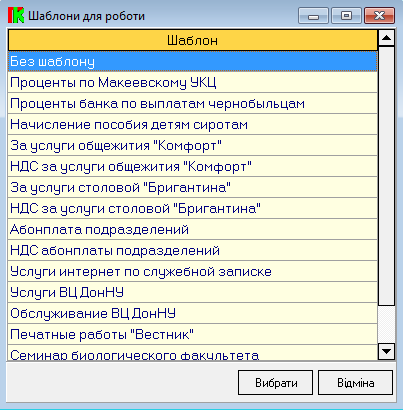 Шаблони для роботи
Шаблон
Без шаблону
Проценты по Макеевскому УКЦ
Проценты банка по выплатам чернобыльцам
Начисление пособия детям сиротам
За услуги общежития "Комфорт"
НДС за услуги общежития "Комфорт"
За услуги столовой "Бригантина"
НДС за услуги столовой "Бригантина"
Абонплата подразделений
НДС абонплаты подразделений
Услуги интернет по служебной записке
Услуги ВЦ ДонНУ
Обслуживание ВЦ ДонНУ
Печатные работы "Вестник"
Семинар биологического факультета
Вибрати Відміна